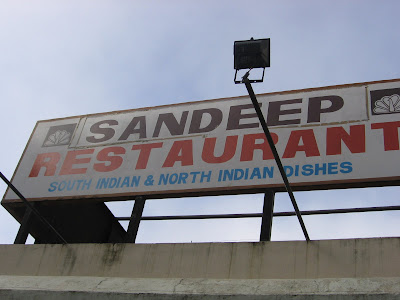 SANDEEP
RESTAURANT
SOUTH INDIAN & NORTH INDIAN DISHES